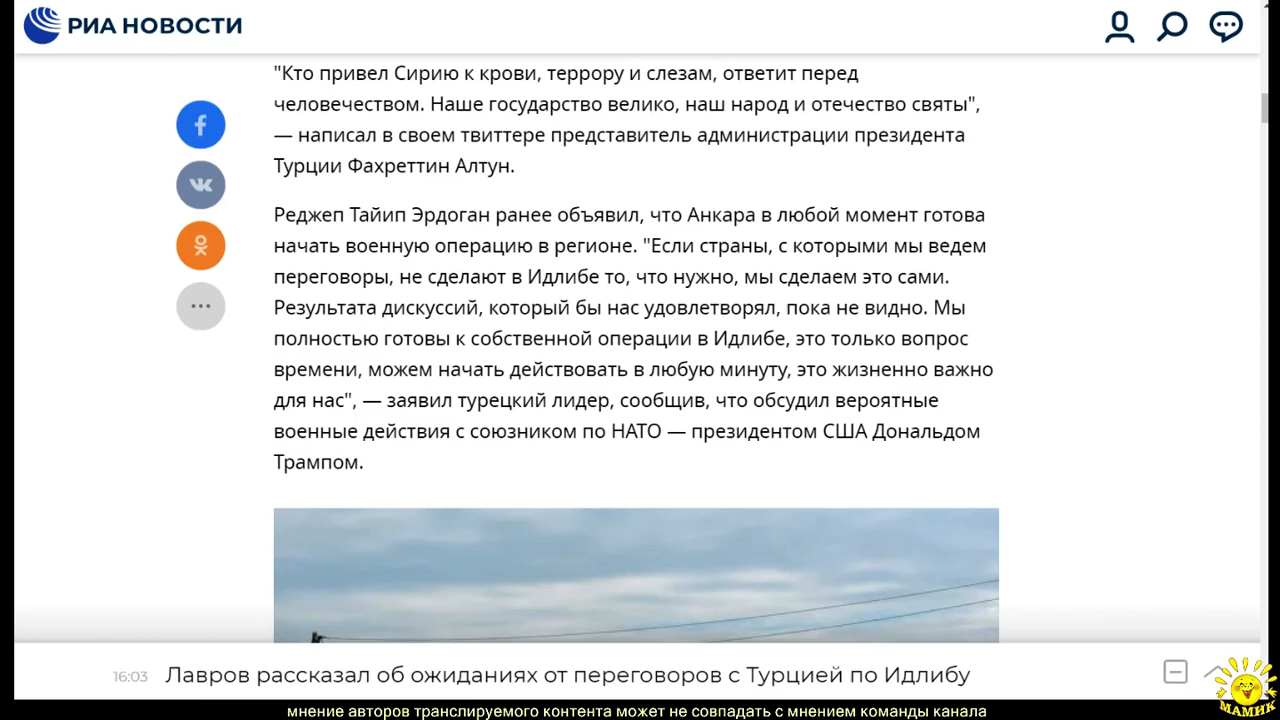 РИА НОВОСТИ
"Кто привел Сирию к крови, террору и слезам, ответит перед
человечеством. Наше государство велико, наш народ и отечество святы",
— написал в своем твиттере представитель администрации президента
Турции Фахреттин Алтун.
Реджеп Тайип Эрдоган ранее объявил, что Анкара в любой момент готова
начать военную операцию в регионе. "Если страны, с которыми мы ведем
переговоры, не сделают в Идлибе то, что нужно, мы сделаем это сами.
Результата дискуссий, который бы нас удовлетворял, пока не видно. Мы
полностью готовы к собственной операции в Идлибе, это только вопрос
времени, можем начать действовать в любую минуту, это жизненно важно
для нас", — заявил турецкий лидер, сообщив, что обсудил вероятные
военные действия с союзником по НАТО — президентом США Дональдом
Трампом.
16:03 Лавров рассказал об ожиданиях от переговоров с Турцией по Идлибу
МАМИК
мнение авторов транслируемого контента может не совпадать с мнением команды канала